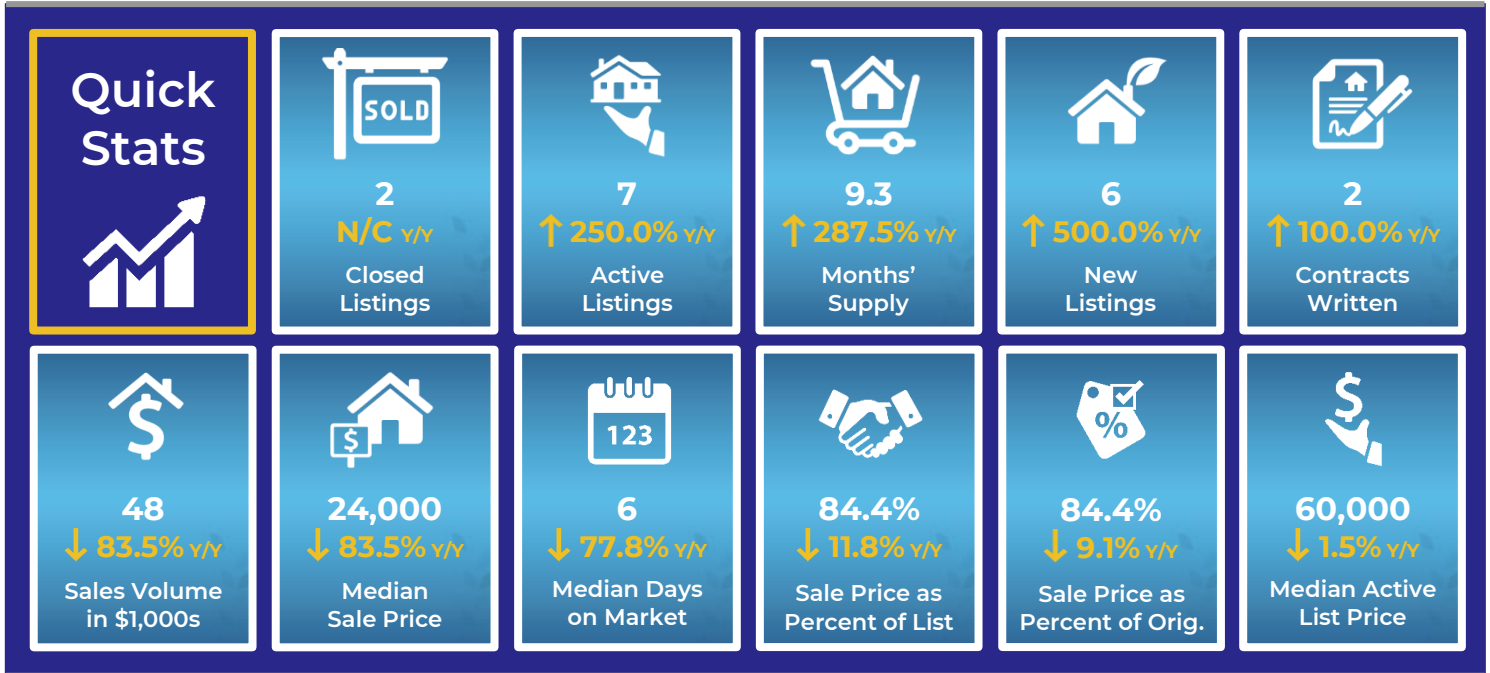 Quick
Stats
SOLD
2
N/C Y/Y
Closed
Listings
7
↑ 250.0% Y/Y
Active
Listings
9.3
↑ 287.5% Y/Y
Months’
Supply
6
↑ 500.0% Y/Y
New
Listings
2
↑ 100.0% Y/Y
Contracts
Written
$
48
↓ 83.5% Y/Y
Sales Volume
in $1,000s
$
24,000
↓ 83.5% Y/Y
Median
Sale Price
123
6
↓ 77.8% Y/Y
Median Days
on Market
84.4%
↓ 11.8% Y/Y
Sale Price as
Percent of List
%
84.4%
↓ 9.1% Y/Y
Sale Price as
Percent of Orig.
$
60,000
↓ 1.5% Y/Y
Median Active
List Price